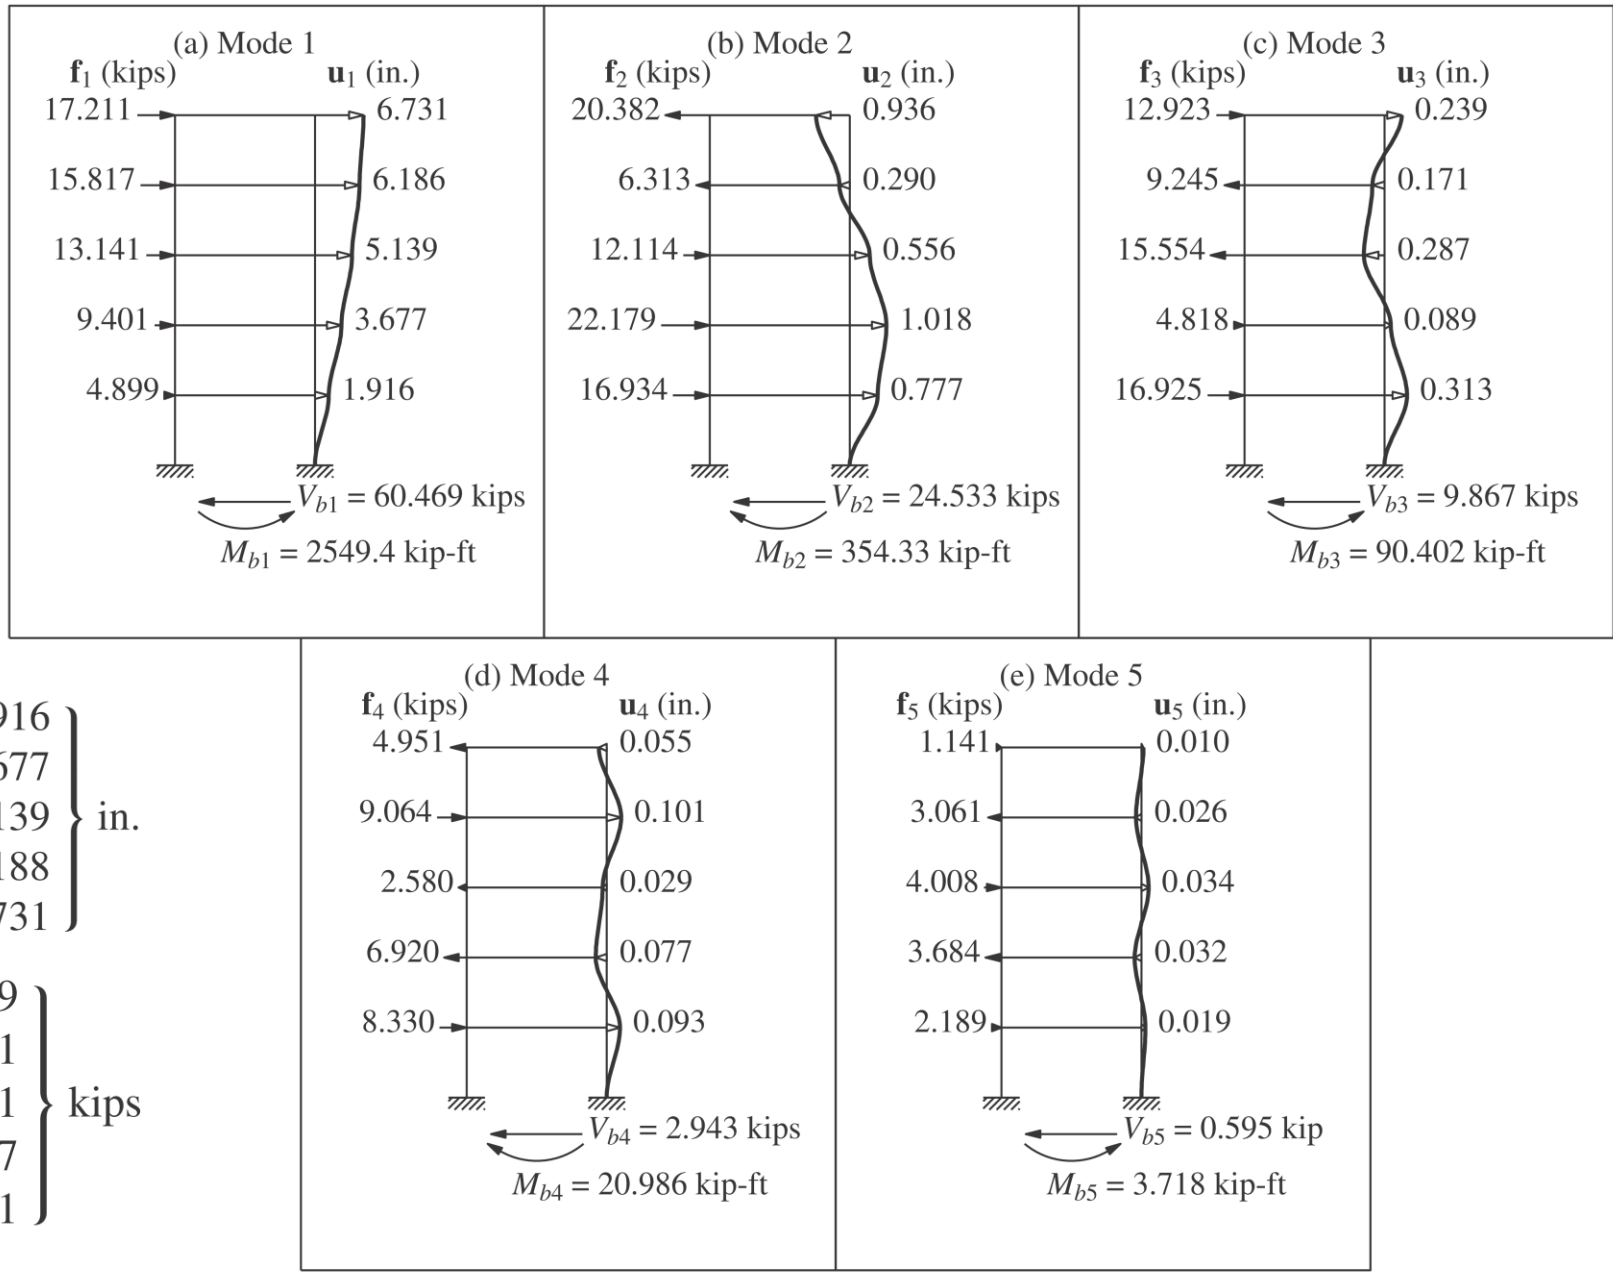 (a) Mode 1
f1 (kips) u1 (in.)
17.211 6.731
15.817 6.186
13.141 5.139
9.401 3.677
4.899 1.916
Vb1 = 60.469 kips
Mb1 = 2549.4 kip-ft
(b) Mode 2
f2 (kips) u2 (in.)
20.382 0.936
6.313 0.290
12.114 0.556
22.179 1.018
16.934 0.777
Vb2 = 24.533 kips
Mb2 = 354.33 kip-ft
(c) Mode 3
f3 (kips) u3 (in.)
12.923 0.239
9.245 0.171
15.554 0.287
4.818 0.089
16.925 0.313
Vb3 = 9.867 kips
Mb3 = 90.402 kip-ft
916
677
139 in.
188
731
9
1
1 kips
7
1
(d) Mode 4
f4 (kips) u4 (in.)
4.951 0.055
9.064 0.101
2.580 0.029
6.920 0.077
8.330 0.093
Vb4 = 2.943 kips
Mb4 = 20.986 kip-ft
(e) Mode 5
f5 (kips) u5 (in.)
1.141 0.010
3.061 0.026
4.008 0.034
3.684 0.032
2.189 0.019
Vb5 = 0.595 kip
Mb5 = 3.718 kip-ft